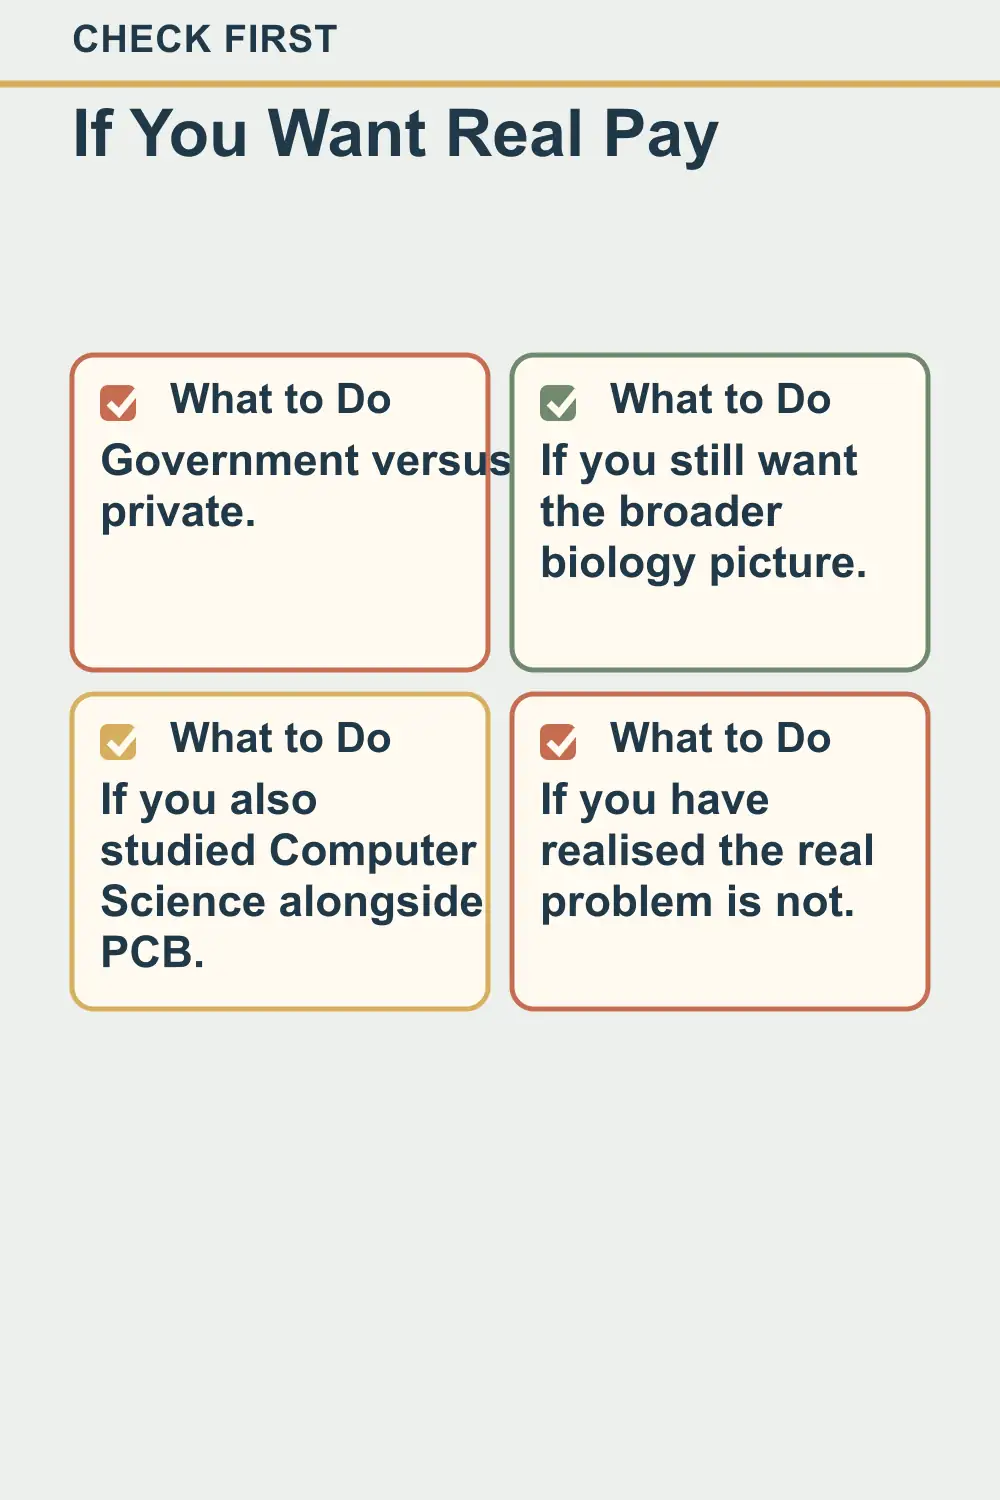 CHECK FIRST
If You Want Real Pay
What to Do
Government versus
private.
What to Do
If you still want
the broader
biology picture.
What to Do
If you also
studied Computer
Science alongside
PCB.
What to Do
If you have
realised the real
problem is not.